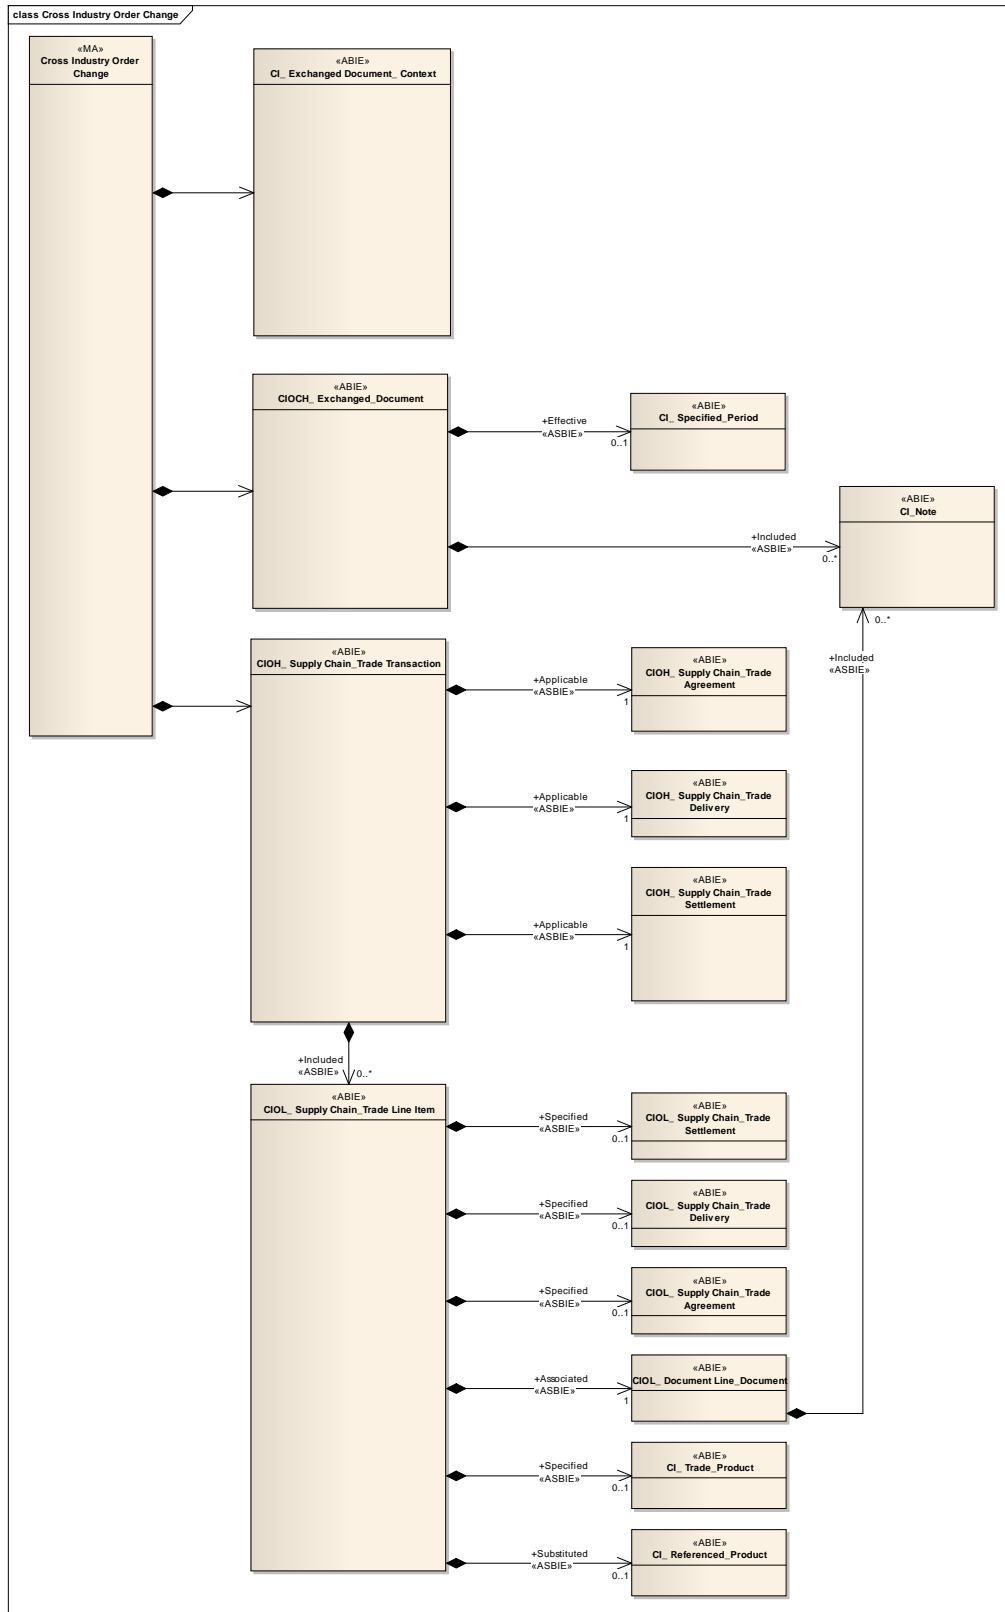 class Cross Industry Order Change
«MA»
Cross Industry Order
Change
«ABIE»
CI_ Exchanged Document_ Context
«ABIE»
CIOCH_ Exchanged_Document
+Effective
«ASBIE»
0..1
«ABIE»
CI_ Specified_Period
+Included
«ASBIE»
0..*
«ABIE»
CI_Note
0..*
+Included
«ASBIE»
«ABIE»
CIOH_ Supply Chain_Trade Transaction
+Applicable
«ASBIE»
1
«ABIE»
CIOH_ Supply Chain_Trade
Agreement
+Applicable
«ASBIE»
1
«ABIE»
CIOH_ Supply Chain_Trade
Delivery
+Applicable
«ASBIE»
1
«ABIE»
CIOH_ Supply Chain_Trade
Settlement
+Included
«ASBIE»
0..*
«ABIE»
CIOL_ Supply Chain_Trade Line Item
+Specified
«ASBIE»
0..1
«ABIE»
CIOL_ Supply Chain_Trade
Settlement
+Specified
«ASBIE»
0..1
«ABIE»
CIOL_ Supply Chain_Trade
Delivery
+Specified
«ASBIE»
0..1
«ABIE»
CIOL_ Supply Chain_Trade
Agreement
+Associated
«ASBIE»
1
«ABIE»
CIOL_ Document Line_Document
+Specified
«ASBIE»
0..1
«ABIE»
CI_ Trade_Product
+Substituted
«ASBIE»
0..1
«ABIE»
CI_ Referenced_Product